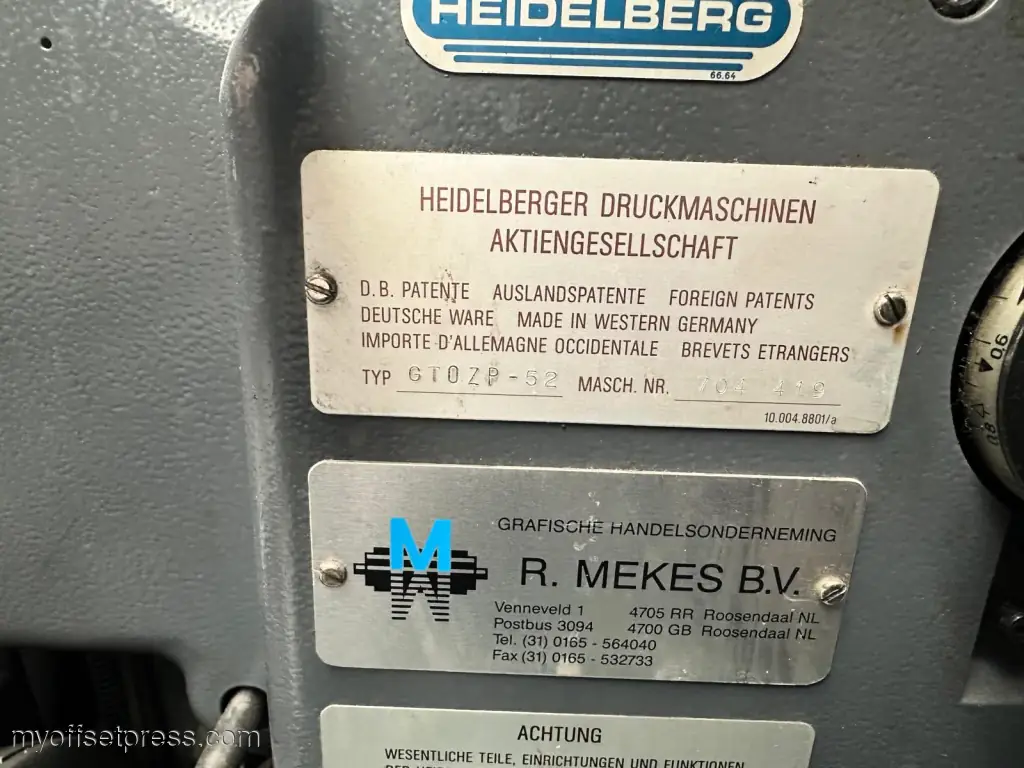 HEIDELBERG
66.64
HEIDELBERGER DRUCKMASCHINEN
AKTIENGESELLSCHAFT
D.B. PATENTE AUSLANDSPATENTE FOREIGN PATENTS
DEUTSCHE WARE MADE IN WESTERN GERMANY
IMPORTE D'ALLEMAGNE OCCIDENTALE BREVETS ETRANGERS
TYP GTOZP-52 MASCH. NR. 704 419
10.004.8801/a
90
M
GRAFISCHE HANDELSONDERNEMING
R. MEKES B.V.
Venneveld 1 4705 RR Roosendaal NL
Postbus 3094 4700 GB Roosendaal NL
Tel. (31) 0165 - 564040
Fax (31) 0165 - 532733
ACHTUNG
WESENTLICHE TEILE, EINRICHTUNGEN UND FUNKTIONEN
myoffsetpress.com